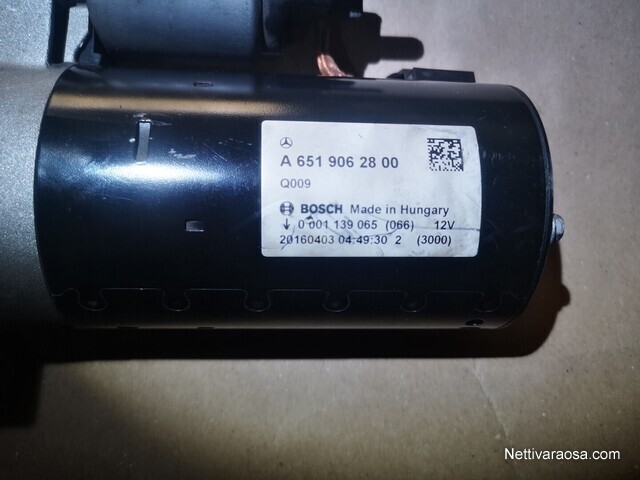 A 651 906 28 00
Q009
BOSCH Made in Hungary
0 001 139 065 (066) 12V
20160403 04:49:30 2 (3000)
Nettivaraosa.com